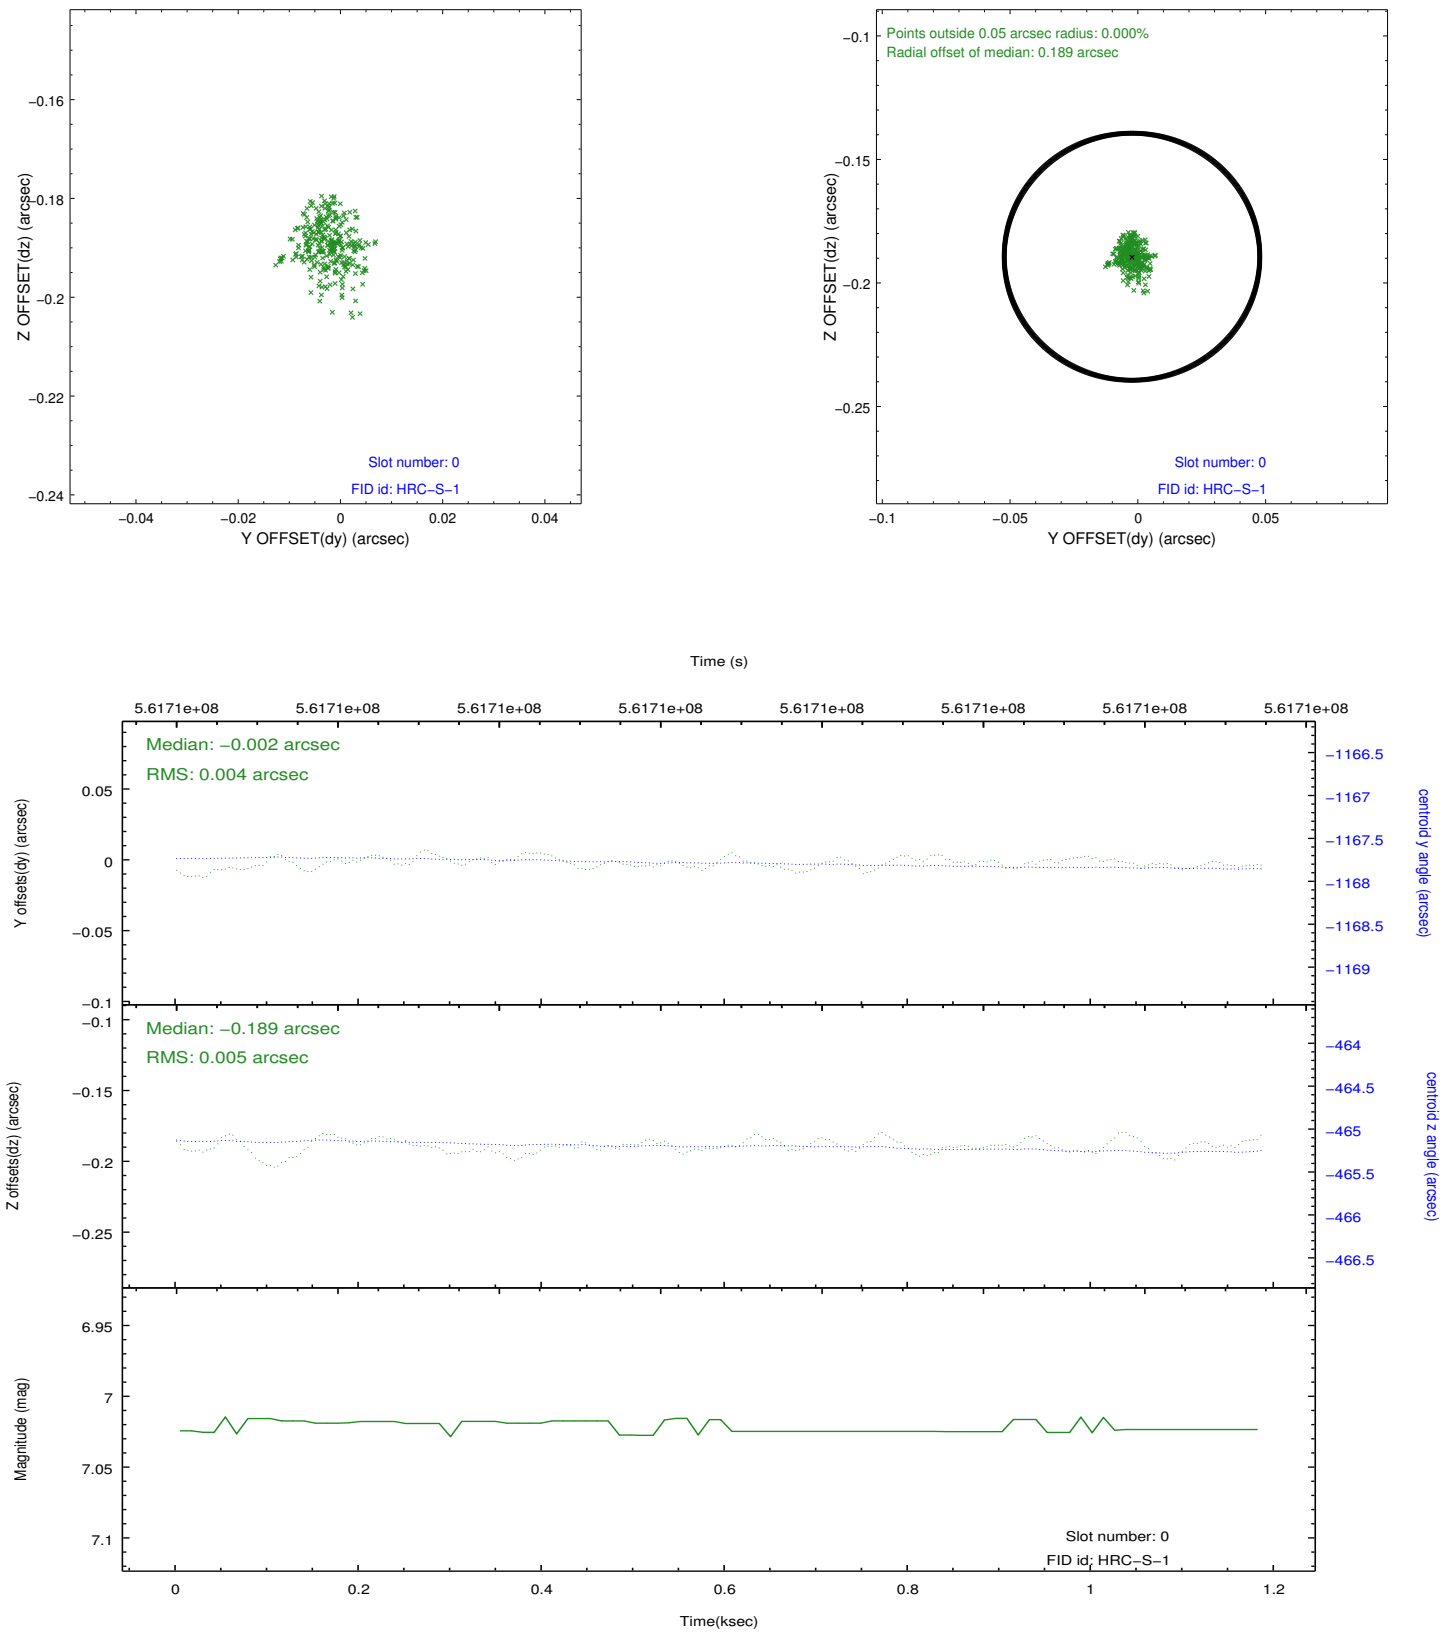 −0.16
−0.18
−0.2
−0.22
−0.24
Z OFFSET(dz) (arcsec)
Slot number: 0
FID id: HRC−S−1
−0.04 −0.02 0 0.02 0.04
Y OFFSET(dy) (arcsec)
Points outside 0.05 arcsec radius: 0.000%
Radial offset of median: 0.189 arcsec
−0.1
−0.15
−0.2
−0.25
Z OFFSET(dz) (arcsec)
Slot number: 0
FID id: HRC−S−1
−0.1 −0.05 0 0.05
Y OFFSET(dy) (arcsec)
Time (s)
5.6171e+08 5.6171e+08 5.6171e+08 5.6171e+08 5.6171e+08 5.6171e+08 5.6171e+08 5.6171e+08
Median: −0.002 arcsec
RMS: 0.004 arcsec
0.05
0
−0.05
−0.1
Y offsets(dy) (arcsec)
−1166.5
−1167
−1167.5
−1168
−1168.5
−1169
centroid y angle (arcsec)
Median: −0.189 arcsec
RMS: 0.005 arcsec
−0.1
−0.15
−0.2
−0.25
Z offsets(dz) (arcsec)
−464
−464.5
−465
−465.5
−466
−466.5
centroid z angle (arcsec)
6.95
7
7.05
7.1
Magnitude (mag)
Slot number: 0
FID id: HRC−S−1
0 0.2 0.4 0.6 0.8 1 1.2
Time(ksec)